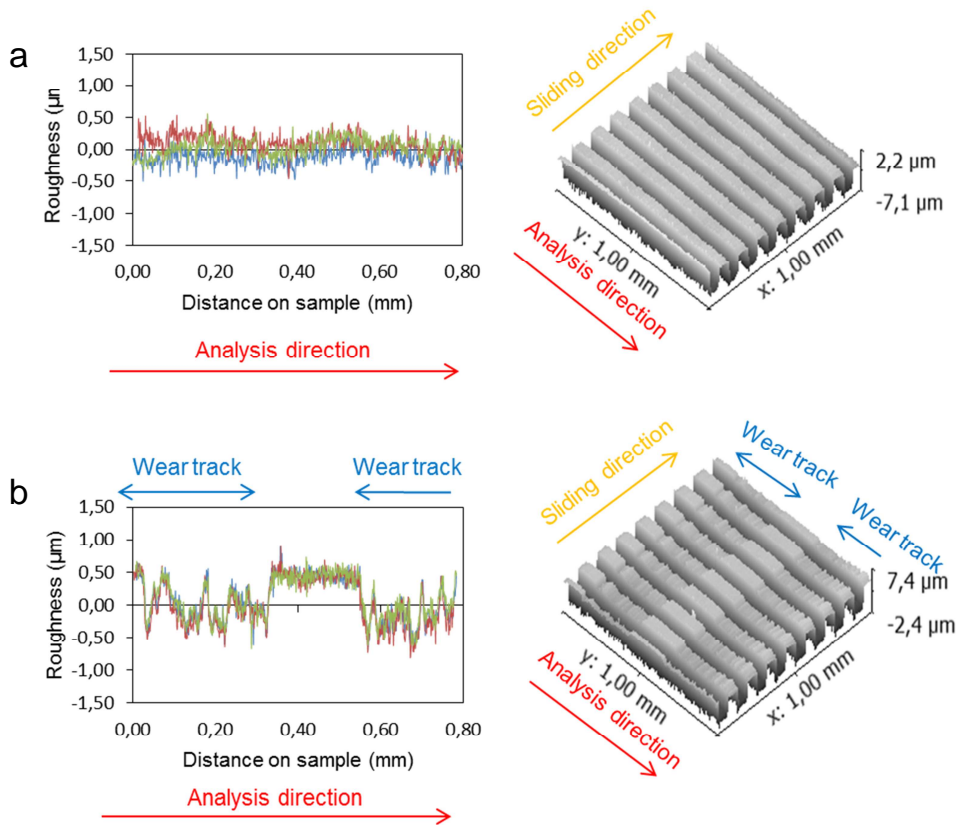 a
Roughness (µn
1,50
1,00
0,50
0,00
-0,50
-1,00
-1,50
0,00 0,20 0,40 0,60 0,80
Distance on sample (mm)
Analysis direction
Sliding direction
2,2 µm
-7,1 µm
y: 1,00 mm
x: 1,00 mm
Analysis direction
b
Wear track
Wear track
Roughness (µm)
1,50
1,00
0,50
0,00
-0,50
-1,00
-1,50
0,00 0,20 0,40 0,60 0,80
Distance on sample (mm)
Analysis direction
Sliding direction
Wear track
Wear track
7,4 µm
-2,4 µm
y: 1,00 mm
x: 1,00 mm
Analysis direction